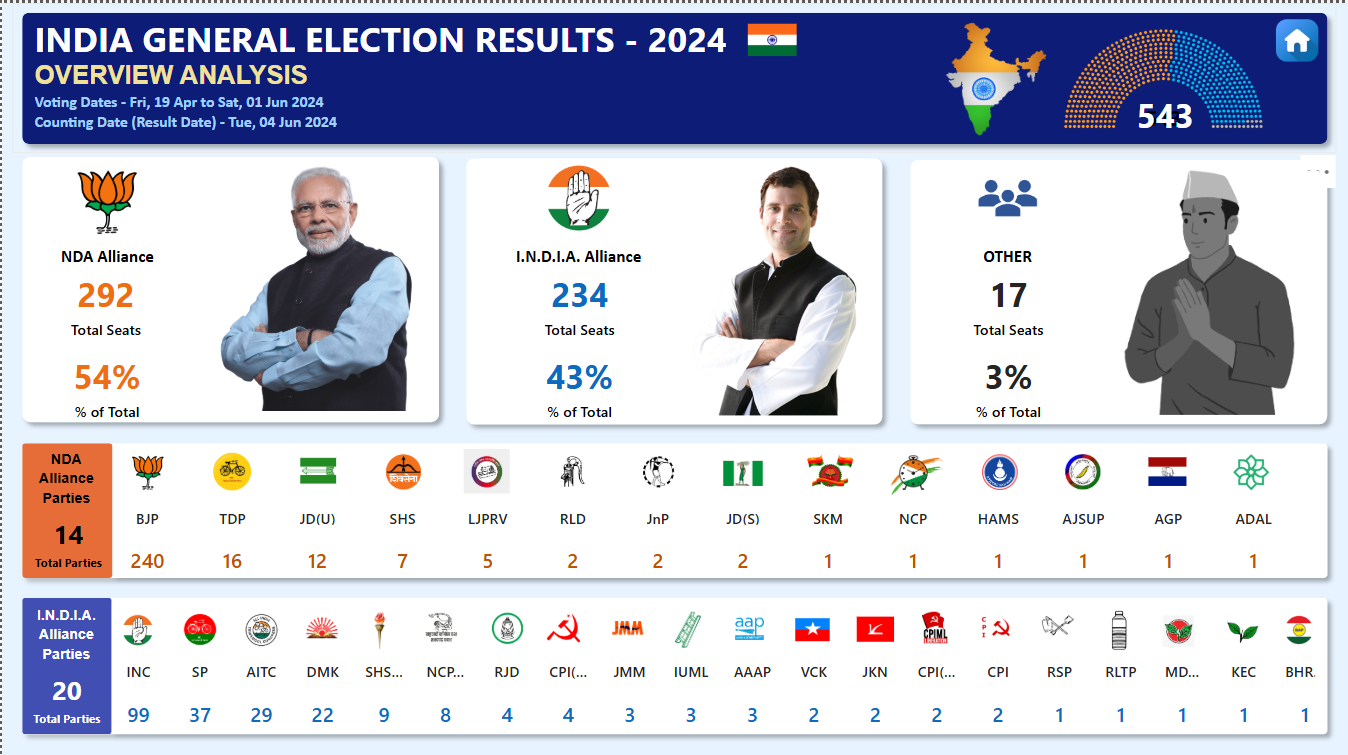 INDIA GENERAL ELECTION RESULTS - 2024
OVERVIEW ANALYSIS
Voting Dates - Fri, 19 Apr to Sat, 01 Jun 2024
Counting Date (Result Date) - Tue, 04 Jun 2024
543
NDA Alliance
292
Total Seats
54%
% of Total
I.N.D.I.A. Alliance
234
Total Seats
43%
% of Total
OTHER
17
Total Seats
3%
% of Total
NDA
Alliance
Parties
14
Total Parties
शिवसेना
BJP TDP JD(U) SHS LJPRV RLD JnP JD(S) SKM NCP HAMS AJSUP AGP ADAL
240 16 12 7 5 2 2 2 1 1 1 1 1 1
I.N.D.I.A.
Alliance
Parties
20
Total Parties
JMM
aap
CPIML
CPI
INC SP AITC DMK SHS... NCP... RJD CPI(... JMM IUML AAAP VCK JKN CPI(... CPI RSP RLTP MD... KEC BHR
99 37 29 22 9 8 4 4 3 3 3 2 2 2 2 1 1 1 1 1